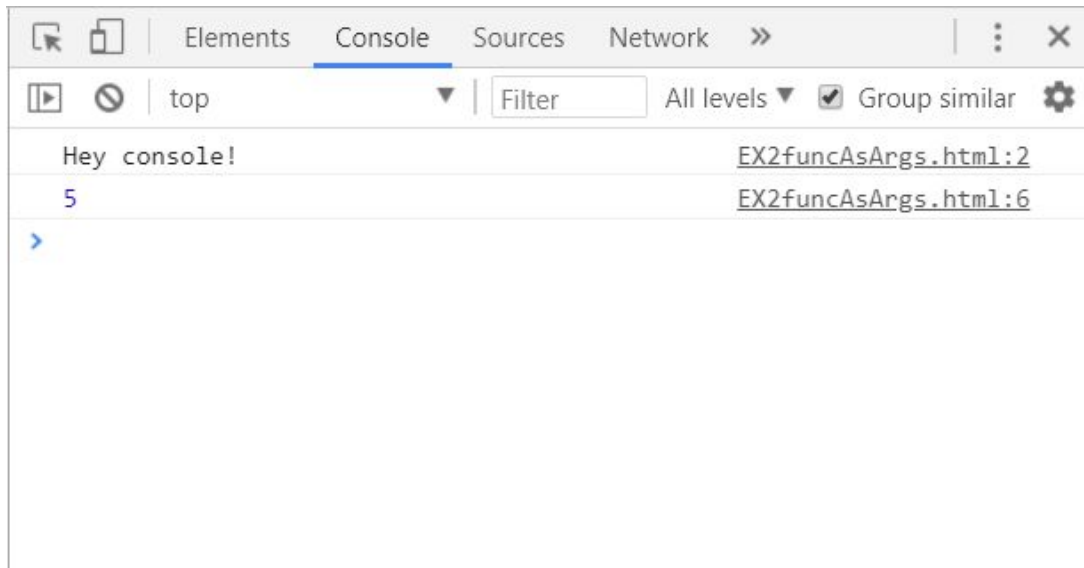 Elements Console Sources Network »
top Filter All levels Group similar
Hey console! EX2funcAsArgs.html:2
5 EX2funcAsArgs.html:6